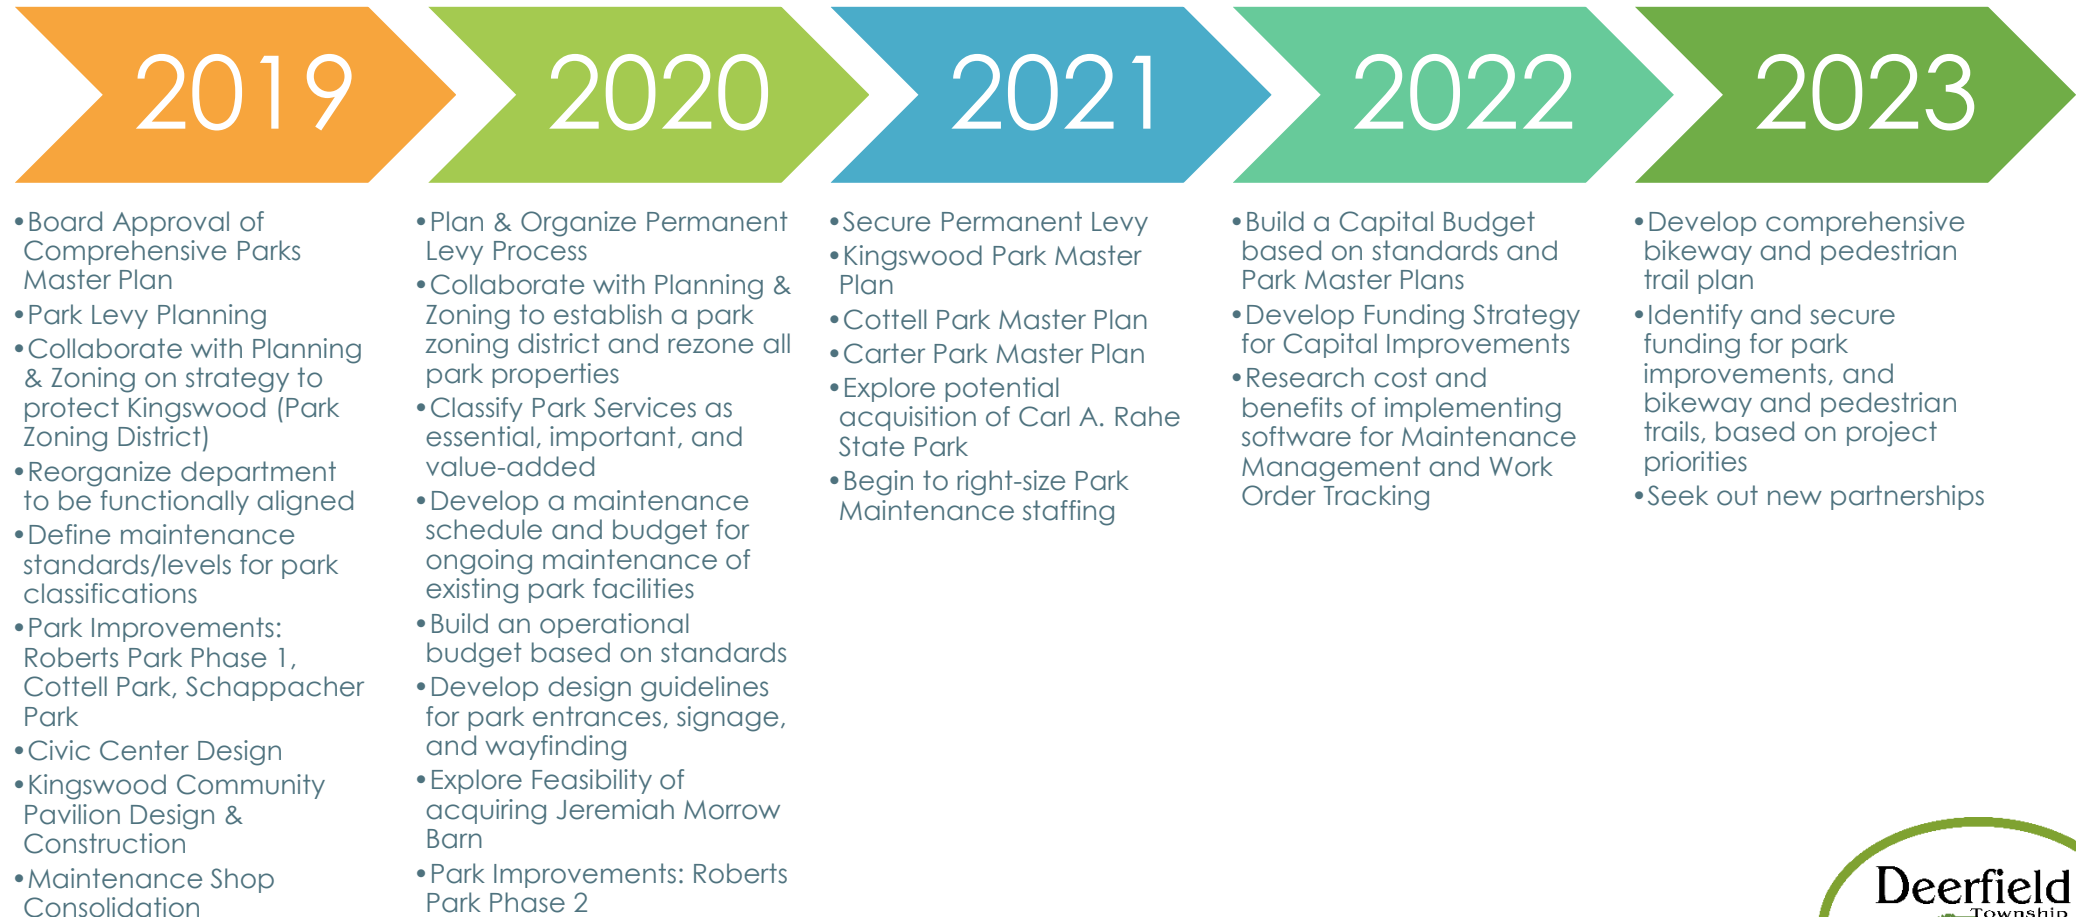 2019
•Board Approval of
Comprehensive Parks
Master Plan
•Park Levy Planning
•Collaborate with Planning
& Zoning on strategy to
protect Kingswood (Park
Zoning District)
•Reorganize department
to be functionally aligned
•Define maintenance
standards/levels for park
classifications
•Park Improvements:
Roberts Park Phase 1,
Cottell Park, Schappacher
Park
•Civic Center Design
•Kingswood Community
Pavilion Design &
Construction
•Maintenance Shop
Consolidation
2020
•Plan & Organize Permanent
Levy Process
•Collaborate with Planning &
Zoning to establish a park
zoning district and rezone all
park properties
•Classify Park Services as
essential, important, and
value-added
•Develop a maintenance
schedule and budget for
ongoing maintenance of
existing park facilities
•Build an operational
budget based on standards
•Develop design guidelines
for park entrances, signage,
and wayfinding
•Explore Feasibility of
acquiring Jeremiah Morrow
Barn
•Park Improvements: Roberts
Park Phase 2
2021
•Secure Permanent Levy
•Kingswood Park Master
Plan
•Cottell Park Master Plan
•Carter Park Master Plan
•Explore potential
acquisition of Carl A. Rahe
State Park
•Begin to right-size Park
Maintenance staffing
2022
•Build a Capital Budget
based on standards and
Park Master Plans
•Develop Funding Strategy
for Capital Improvements
•Research cost and
benefits of implementing
software for Maintenance
Management and Work
Order Tracking
2023
•Develop comprehensive
bikeway and pedestrian
trail plan
•Identify and secure
funding for park
improvements, and
bikeway and pedestrian
trails, based on project
priorities
•Seek out new partnerships
Deerfield
Township